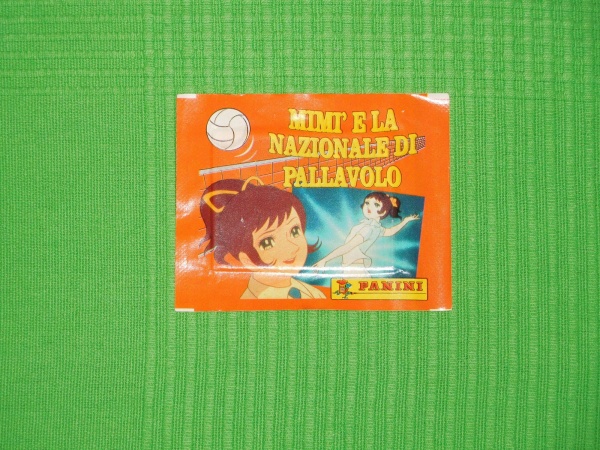 MIMI' E LA
NAZIONALE DI
PALLAVOLO
PANINI